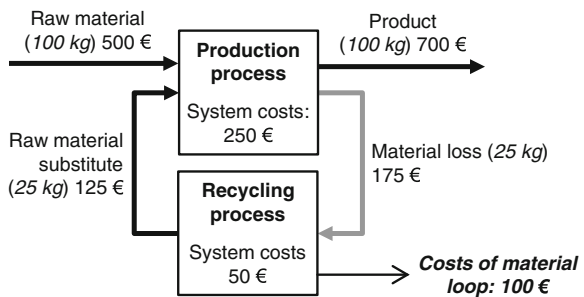 Raw material
(100 kg) 500 €
Product
(100 kg) 700 €
Production
process
System costs:
250 €
Raw material
substitute
(25 kg) 125 €
Material loss (25 kg)
175 €
Recycling
process
System costs
50 €
Costs of material
loop: 100 €